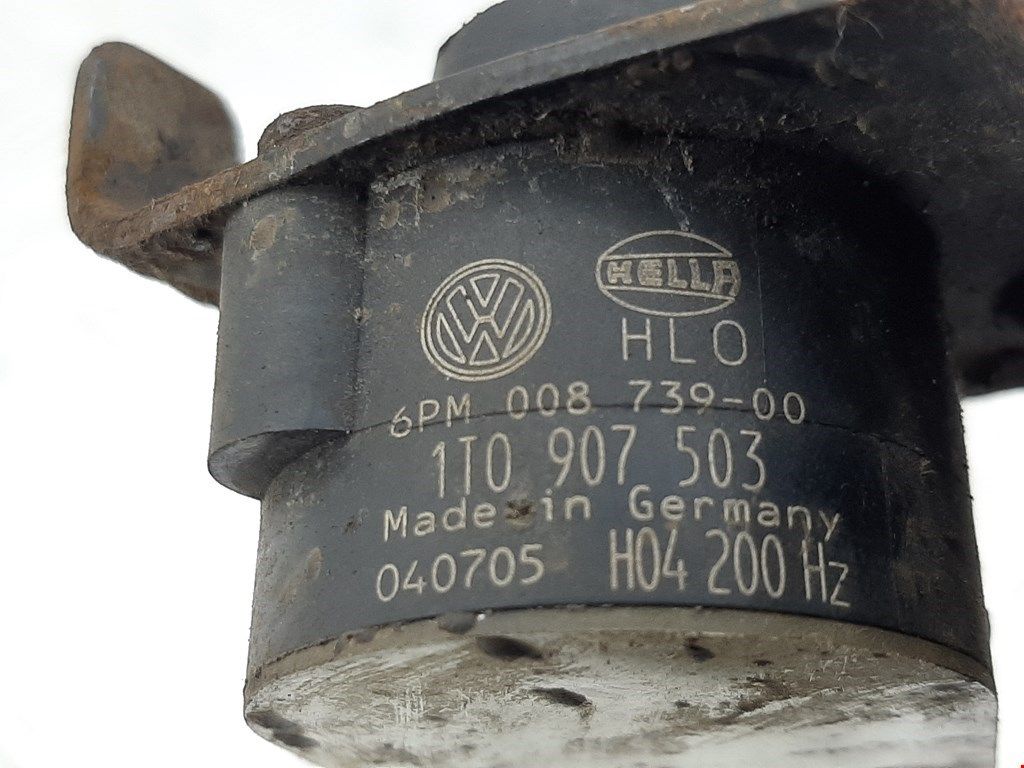 HELLA
HLO
6PM 008 739-00
1T0 907 503
Made in Germany
040705 H04 200 Hz